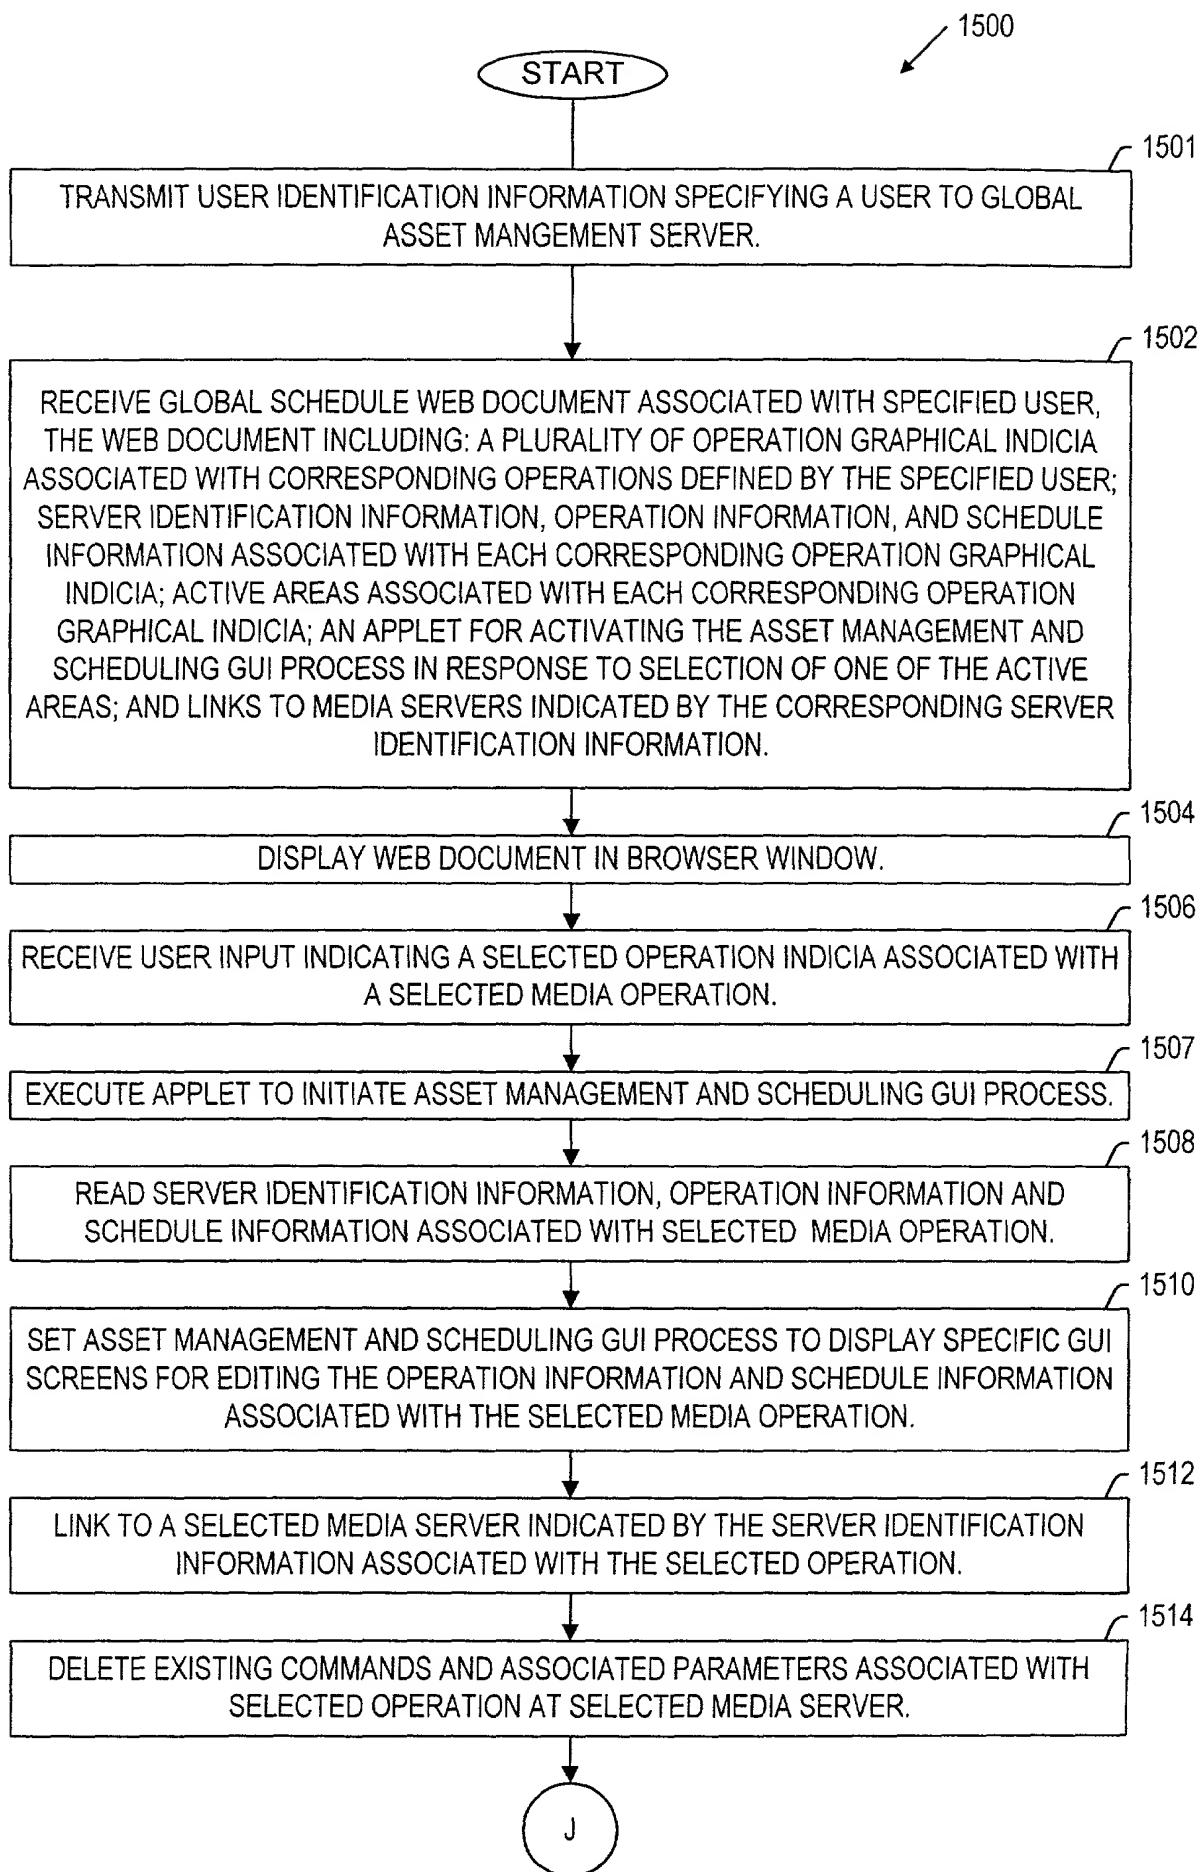 1500
START
1501
TRANSMIT USER IDENTIFICATION INFORMATION SPECIFYING A USER TO GLOBAL
ASSET MANGEMENT SERVER.
1502
RECEIVE GLOBAL SCHEDULE WEB DOCUMENT ASSOCIATED WITH SPECIFIED USER,
THE WEB DOCUMENT INCLUDING: A PLURALITY OF OPERATION GRAPHICAL INDICIA
ASSOCIATED WITH CORRESPONDING OPERATIONS DEFINED BY THE SPECIFIED USER;
SERVER IDENTIFICATION INFORMATION, OPERATION INFORMATION, AND SCHEDULE
INFORMATION ASSOCIATED WITH EACH CORRESPONDING OPERATION GRAPHICAL
INDICIA; ACTIVE AREAS ASSOCIATED WITH EACH CORRESPONDING OPERATION
GRAPHICAL INDICIA; AN APPLET FOR ACTIVATING THE ASSET MANAGEMENT AND
SCHEDULING GUI PROCESS IN RESPONSE TO SELECTION OF ONE OF THE ACTIVE
AREAS; AND LINKS TO MEDIA SERVERS INDICATED BY THE CORRESPONDING SERVER
IDENTIFICATION INFORMATION.
1504
DISPLAY WEB DOCUMENT IN BROWSER WINDOW.
1506
RECEIVE USER INPUT INDICATING A SELECTED OPERATION INDICIA ASSOCIATED WITH
A SELECTED MEDIA OPERATION.
1507
EXECUTE APPLET TO INITIATE ASSET MANAGEMENT AND SCHEDULING GUI PROCESS.
1508
READ SERVER IDENTIFICATION INFORMATION, OPERATION INFORMATION AND
SCHEDULE INFORMATION ASSOCIATED WITH SELECTED MEDIA OPERATION.
1510
SET ASSET MANAGEMENT AND SCHEDULING GUI PROCESS TO DISPLAY SPECIFIC GUI
SCREENS FOR EDITING THE OPERATION INFORMATION AND SCHEDULE INFORMATION
ASSOCIATED WITH THE SELECTED MEDIA OPERATION.
1512
LINK TO A SELECTED MEDIA SERVER INDICATED BY THE SERVER IDENTIFICATION
INFORMATION ASSOCIATED WITH THE SELECTED OPERATION.
1514
DELETE EXISTING COMMANDS AND ASSOCIATED PARAMETERS ASSOCIATED WITH
SELECTED OPERATION AT SELECTED MEDIA SERVER.
J